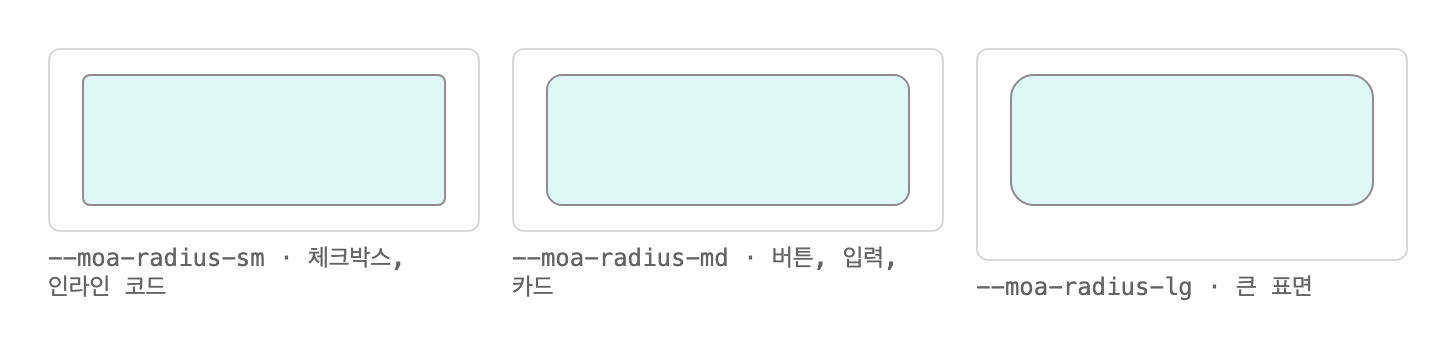 --moa-radius-sm · 체크박스,
인라인 코드
--moa-radius-md · 버튼, 입력,
카드
--moa-radius-lg · 큰 표면